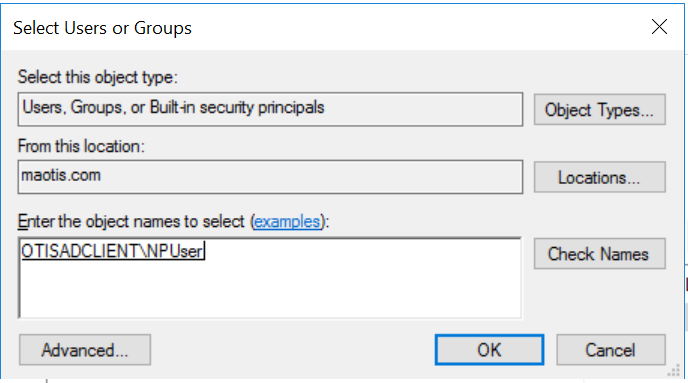 Select Users or Groups
Select this object type:
Users, Groups, or Built-in security principals
Object Types...
From this location:
maotis.com
Locations...
Enter the object names to select (examples):
OTISADCLIENT\NPUser
Check Names
Advanced...
OK
Cancel